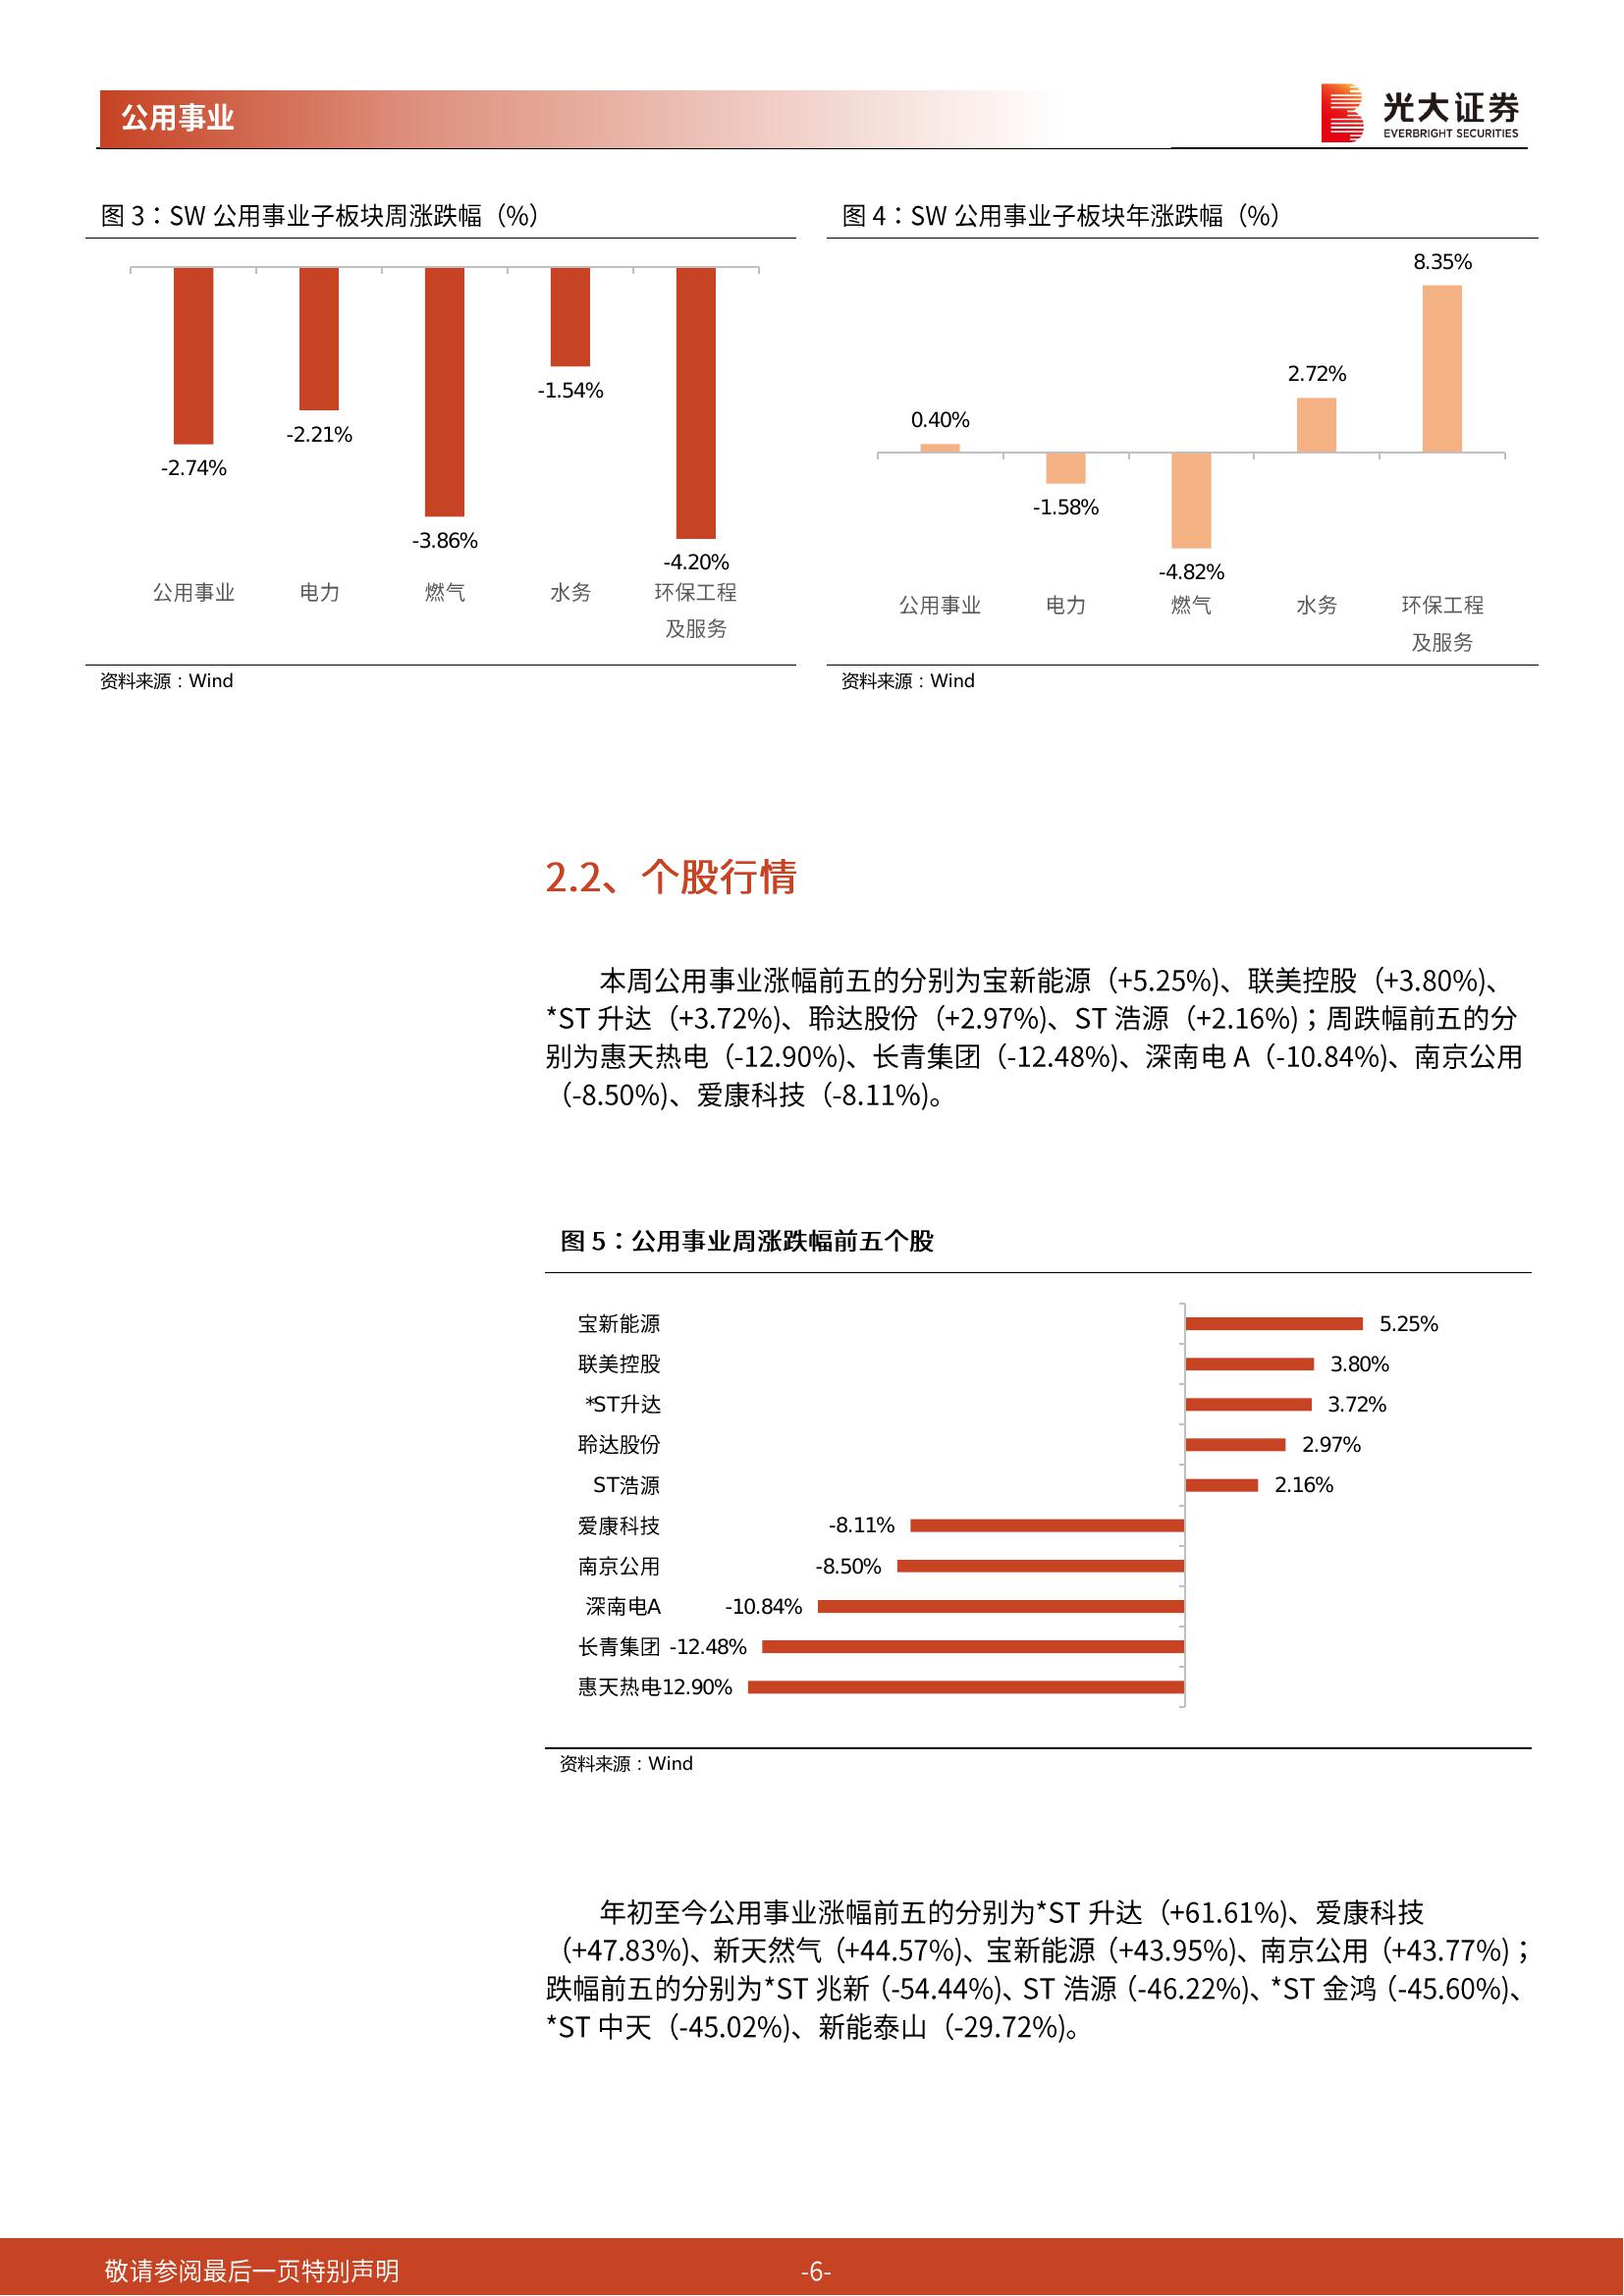 公用事业
光大证券
EVERBRIGHT SECURITIES
图 3：SW 公用事业子板块周涨跌幅（%）
-2.74%
-2.21%
-3.86%
-1.54%
-4.20%
公用事业
电力
燃气
水务
环保工程
及服务
资料来源：Wind
图 4：SW 公用事业子板块年涨跌幅（%）
0.40%
-1.58%
-4.82%
2.72%
8.35%
公用事业
电力
燃气
水务
环保工程
及服务
资料来源：Wind
2.2、个股行情
本周公用事业涨幅前五的分别为宝新能源（+5.25%)、联美控股（+3.80%)、
*ST 升达（+3.72%)、聆达股份（+2.97%)、ST 浩源（+2.16%)；周跌幅前五的分
别为惠天热电（-12.90%)、长青集团（-12.48%)、深南电 A（-10.84%)、南京公用
（-8.50%)、爱康科技（-8.11%)。
图 5：公用事业周涨跌幅前五个股
宝新能源 5.25%
联美控股 3.80%
*ST升达 3.72%
聆达股份 2.97%
ST浩源 2.16%
爱康科技 -8.11%
南京公用 -8.50%
深南电A -10.84%
长青集团 -12.48%
惠天热电 -12.90%
资料来源：Wind
年初至今公用事业涨幅前五的分别为*ST 升达（+61.61%)、爱康科技
（+47.83%)、新天然气（+44.57%)、宝新能源（+43.95%)、南京公用（+43.77%)；
跌幅前五的分别为*ST 兆新（-54.44%)、ST 浩源（-46.22%)、*ST 金鸿（-45.60%)、
*ST 中天（-45.02%)、新能泰山（-29.72%)。
敬请参阅最后一页特别声明
-6-